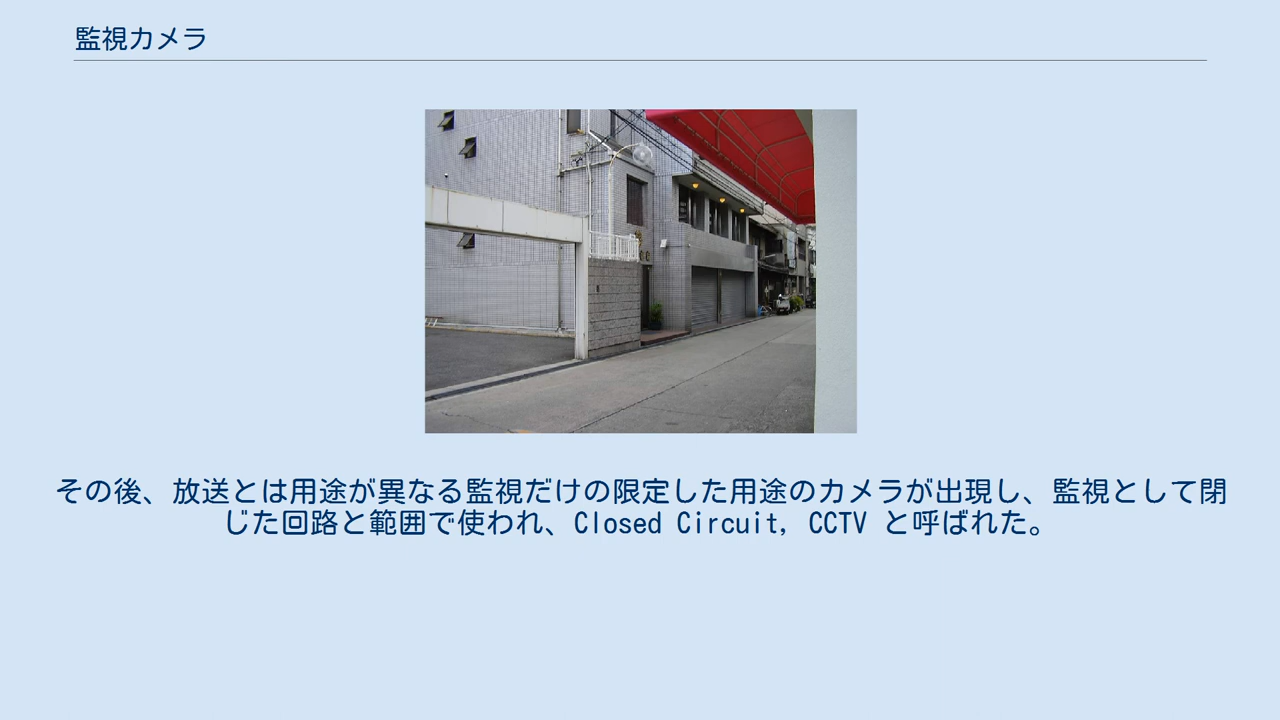 監視カメラ
その後、放送とは用途が異なる監視だけの限定した用途のカメラが出現し、監視として閉
じた回路と範囲で使われ、Closed Circuit, CCTV と呼ばれた。